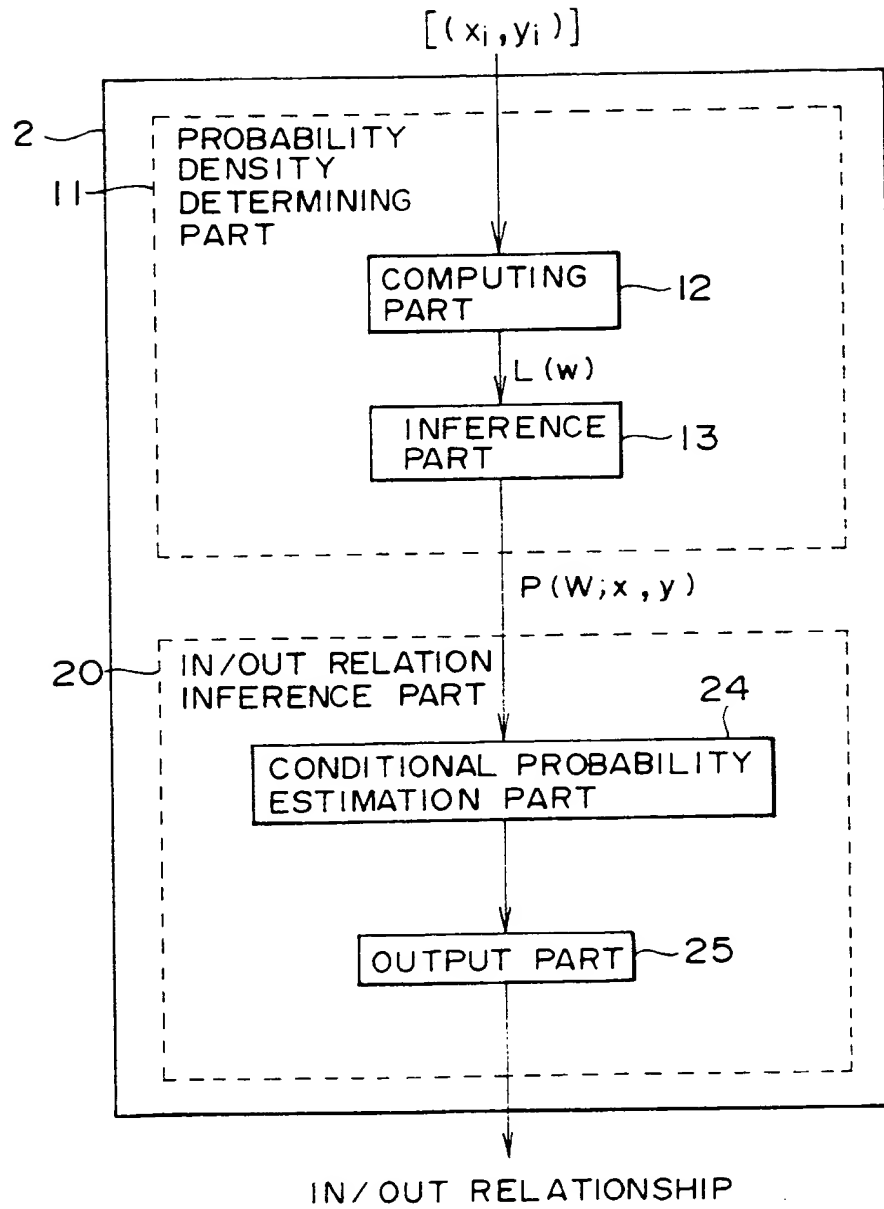 [(xi, yi)]
2
11
PROBABILITY
DENSITY
DETERMINING
PART
COMPUTING
PART
12
L(w)
INFERENCE
PART
13
P(W;x,y)
20
IN/OUT RELATION
INFERENCE PART
24
CONDITIONAL PROBABILITY
ESTIMATION PART
OUTPUT PART
25
IN/OUT RELATIONSHIP